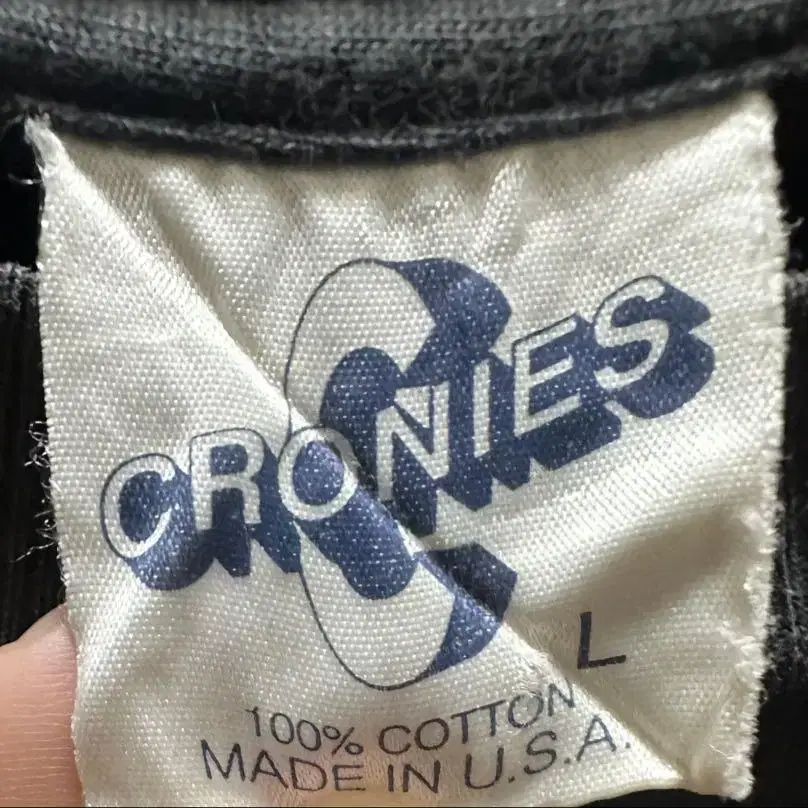 CRONIES
L
100% COTTON
MADE IN U.S.A.